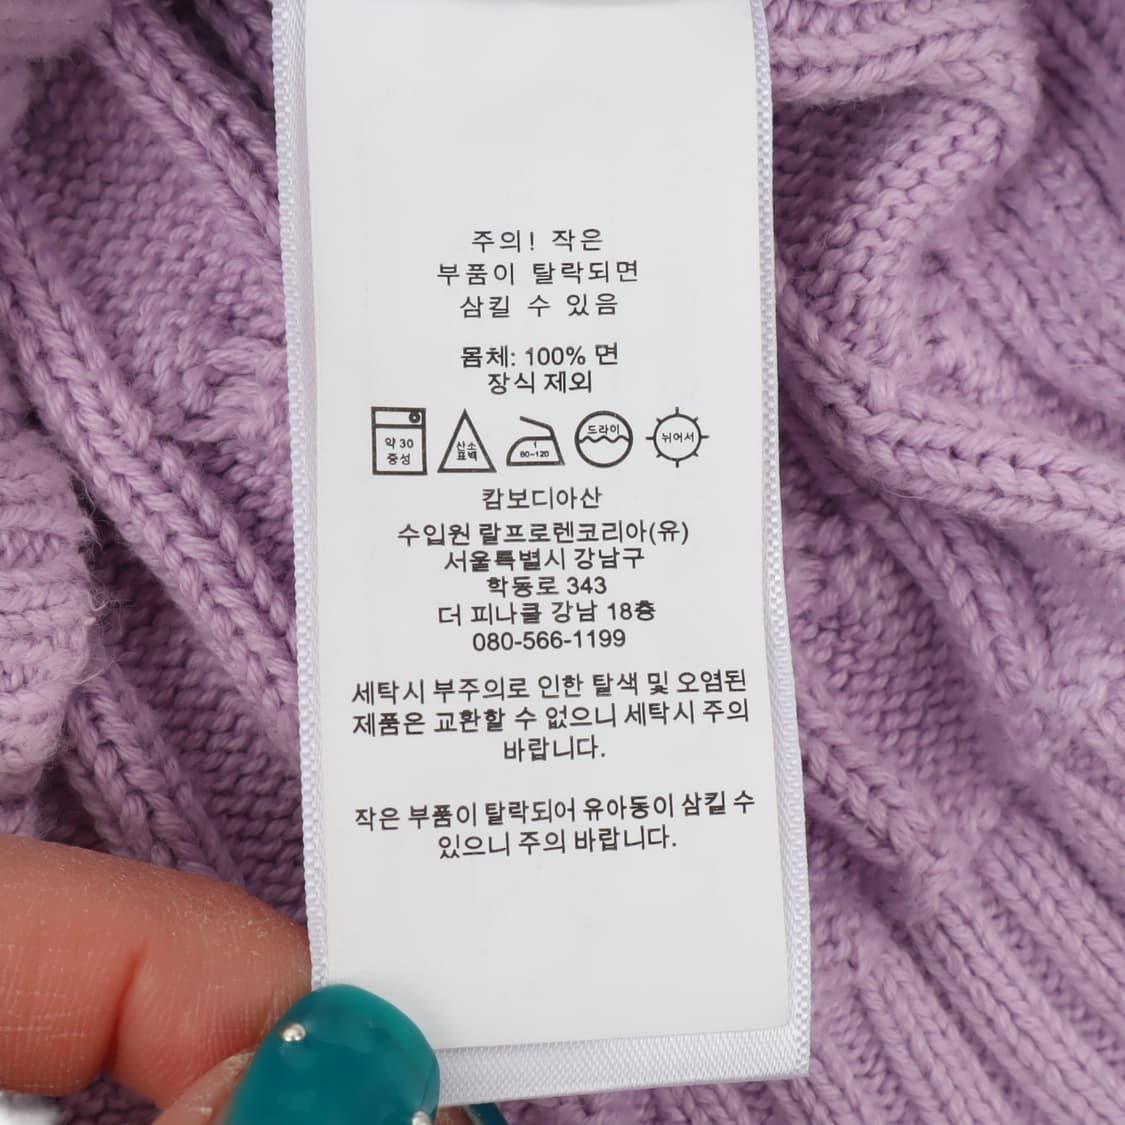 주의! 작은
부품이 탈락되면
삼킬 수 있음
몸체: 100% 면
장식 제외
약 30
중성
산소
표백
1
80-120
드라이
뉘어서
캄보디아산
수입원 랄프로렌코리아(유)
서울특별시 강남구
학동로 343
더 피나클 강남 18층
080-566-1199
세탁시 부주의로 인한 탈색 및 오염된
제품은 교환할 수 없으니 세탁시 주의
바랍니다.
작은 부품이 탈락되어 유아동이 삼킬 수
있으니 주의 바랍니다.